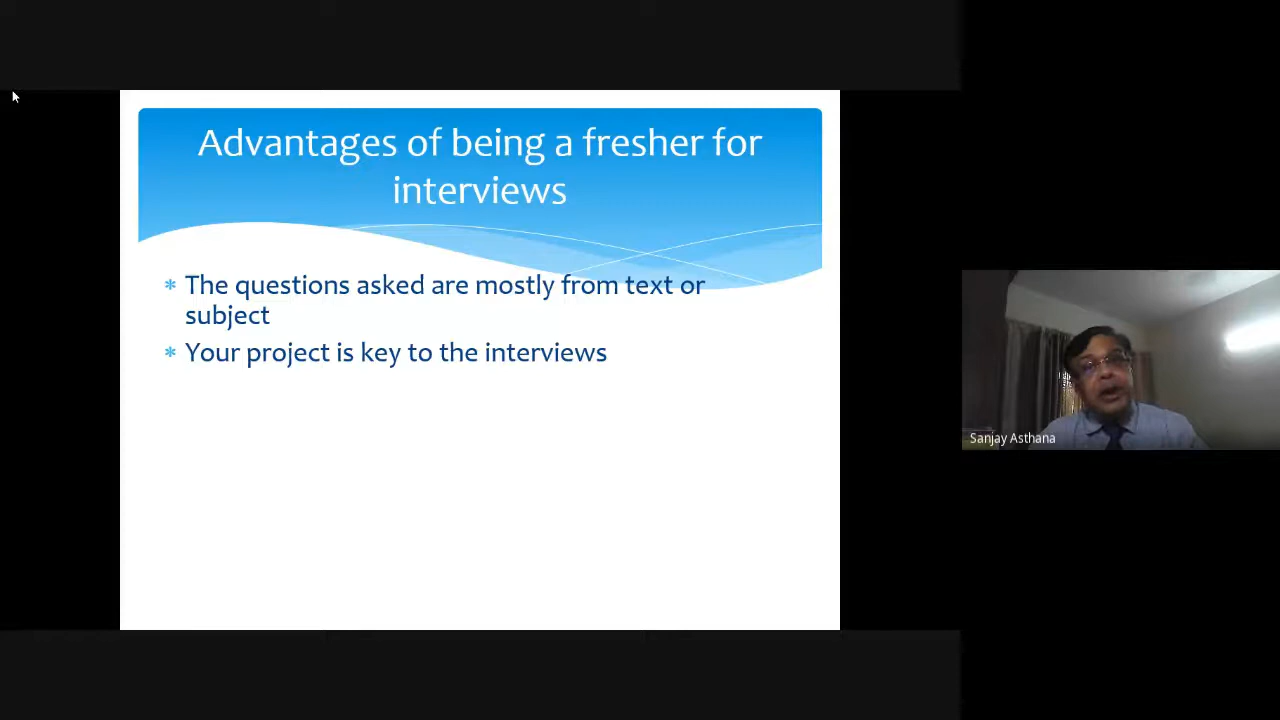 Advantages of being a fresher for
interviews
* The questions asked are mostly from text or
subject
* Your project is key to the interviews
Sanjay Asthana